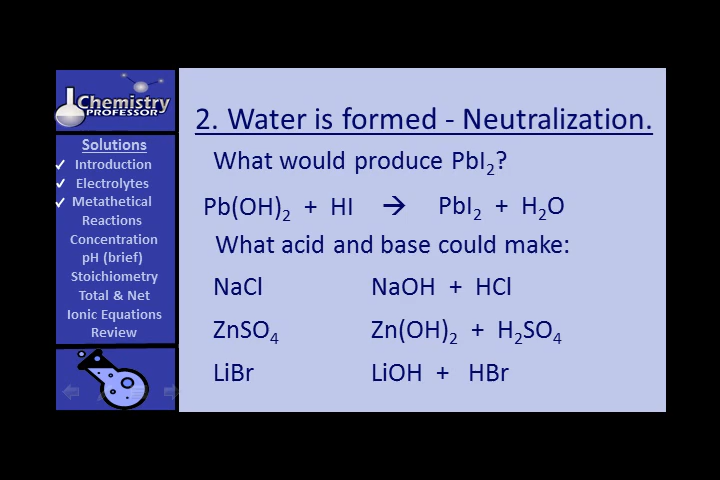 Chemistry
PROFESSOR
Solutions
✓ Introduction
✓ Electrolytes
✓ Metathetical
Reactions
Concentration
pH (brief)
Stoichiometry
Total & Net
Ionic Equations
Review
2. Water is formed - Neutralization.
What would produce PbI₂?
Pb(OH)₂ + HI → PbI₂ + H₂O
What acid and base could make:
NaCl NaOH + HCl
ZnSO₄ Zn(OH)₂ + H₂SO₄
LiBr LiOH + HBr